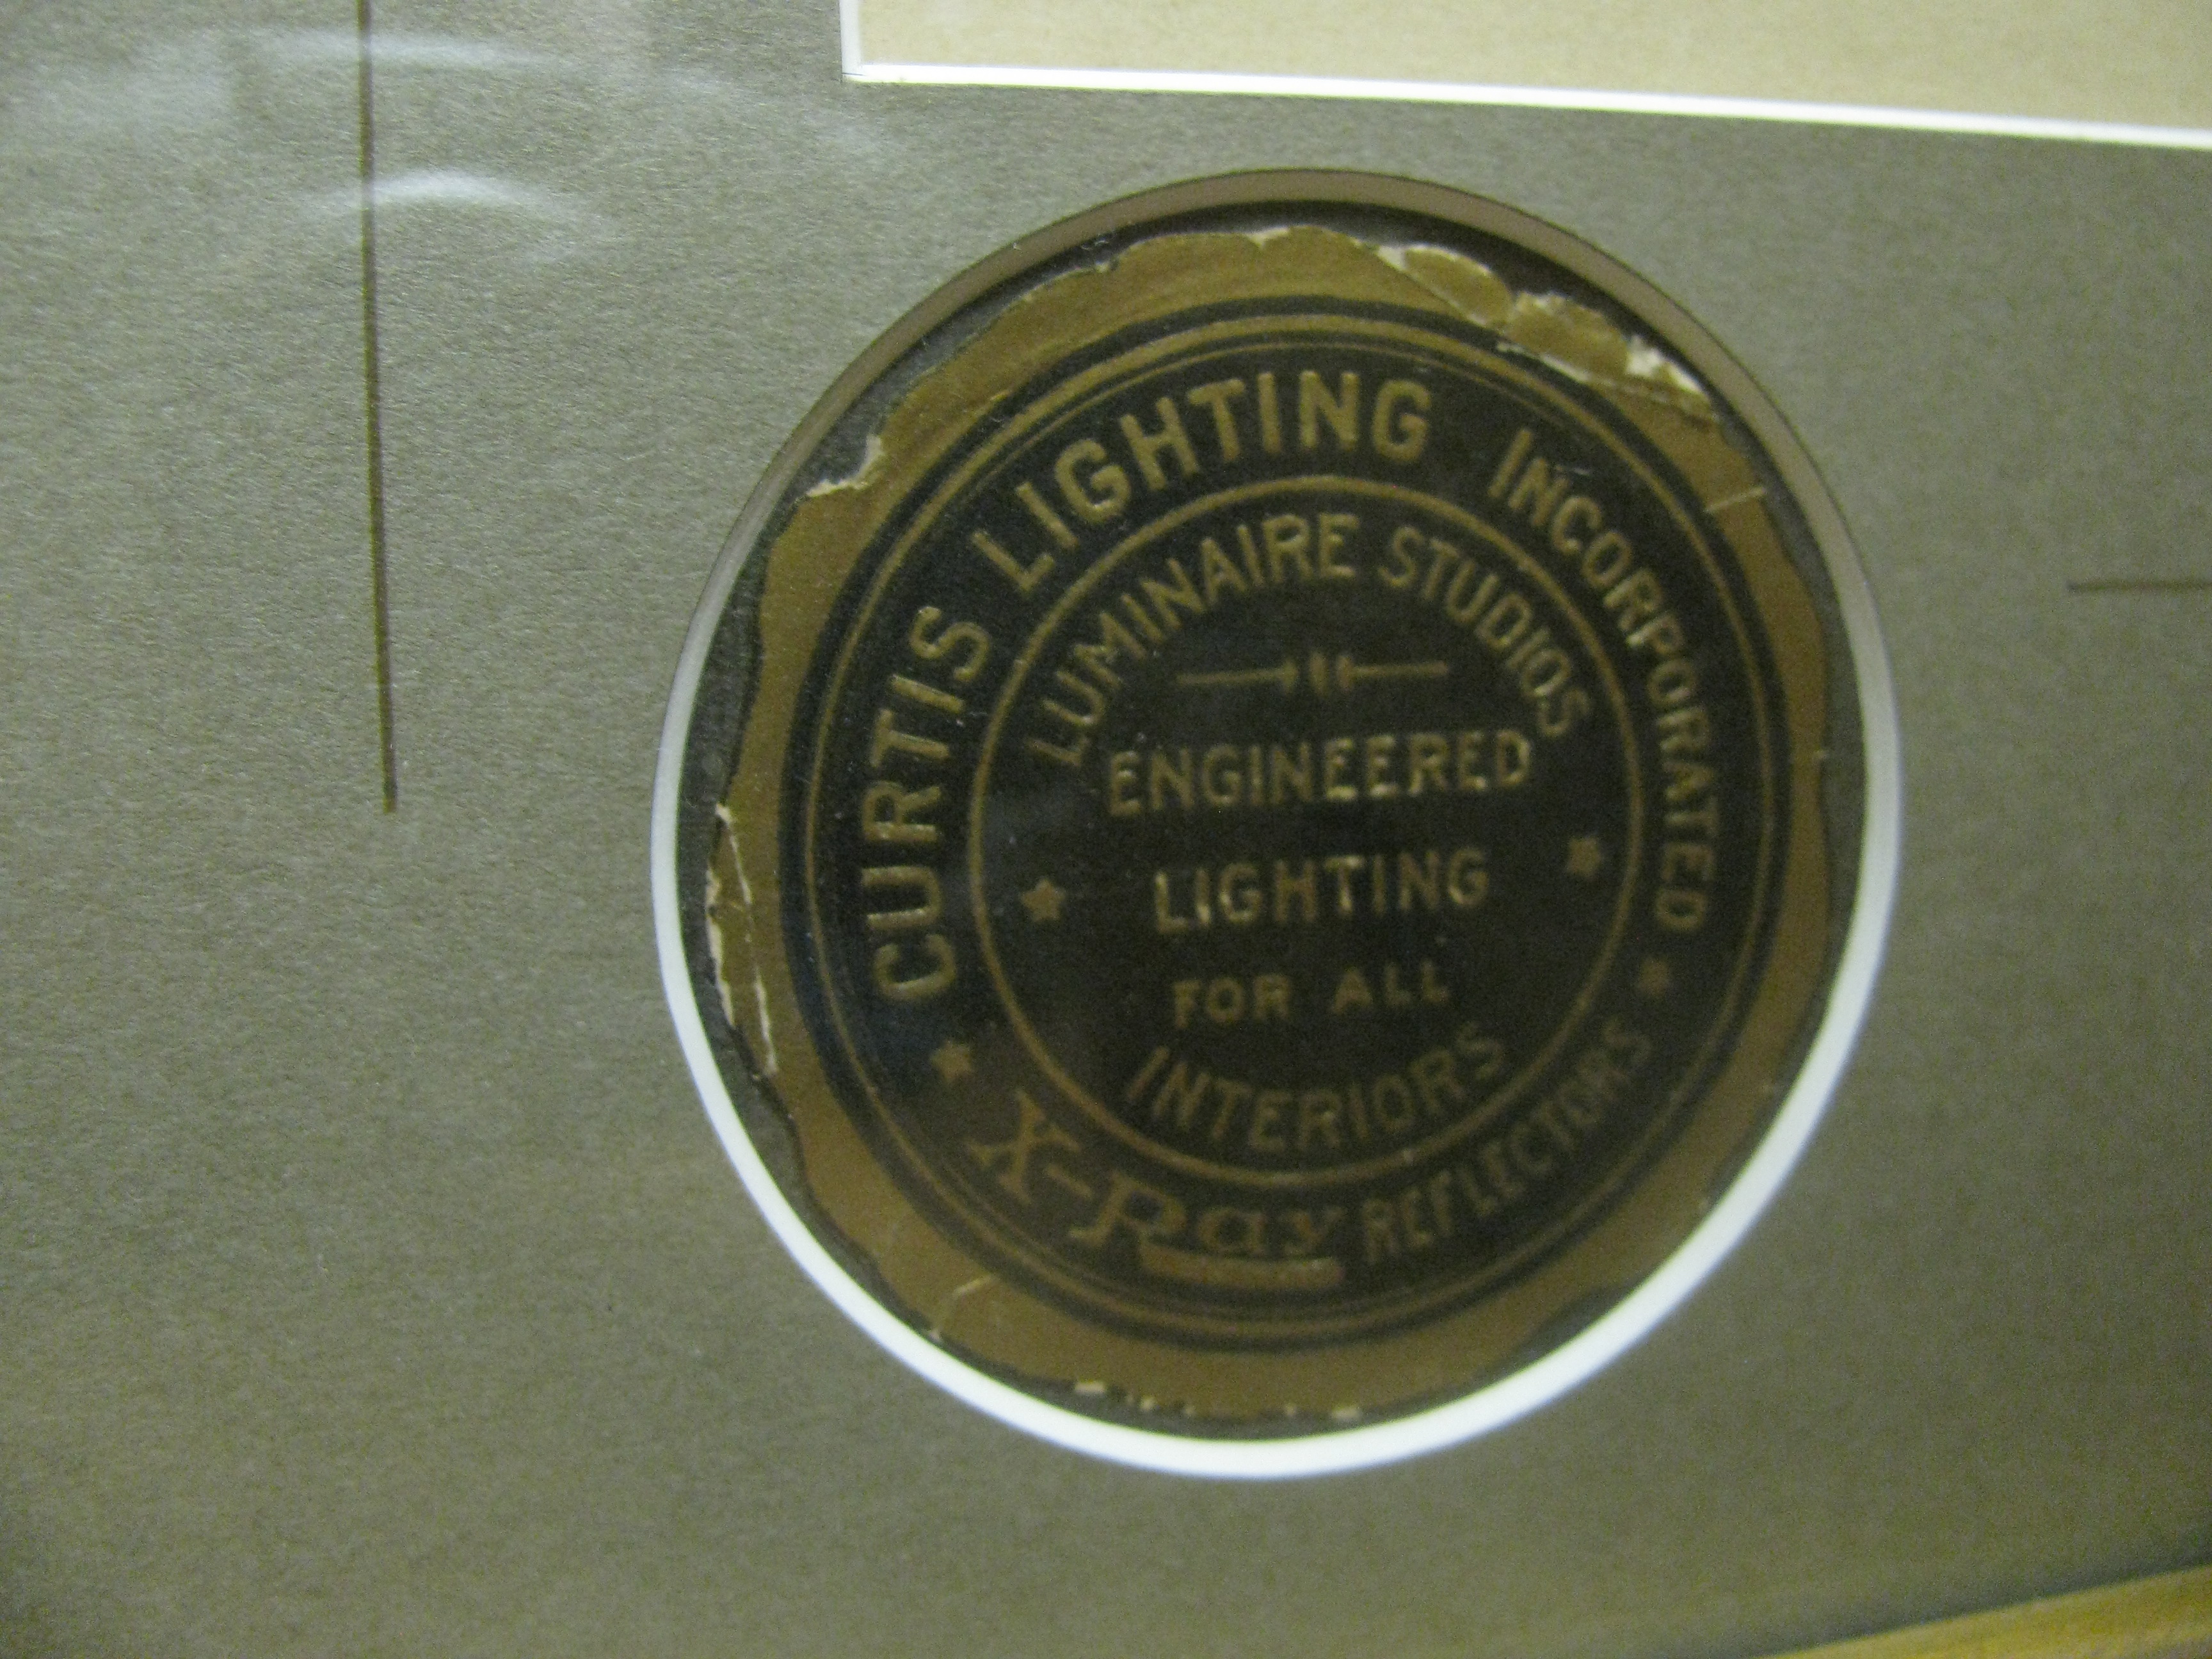 CURTIS LIGHTING INCORPORATED
LUMINAIRE STUDIOS
ENGINEERED
LIGHTING
FOR ALL
INTERIORS
X-Ray REFLECTORS